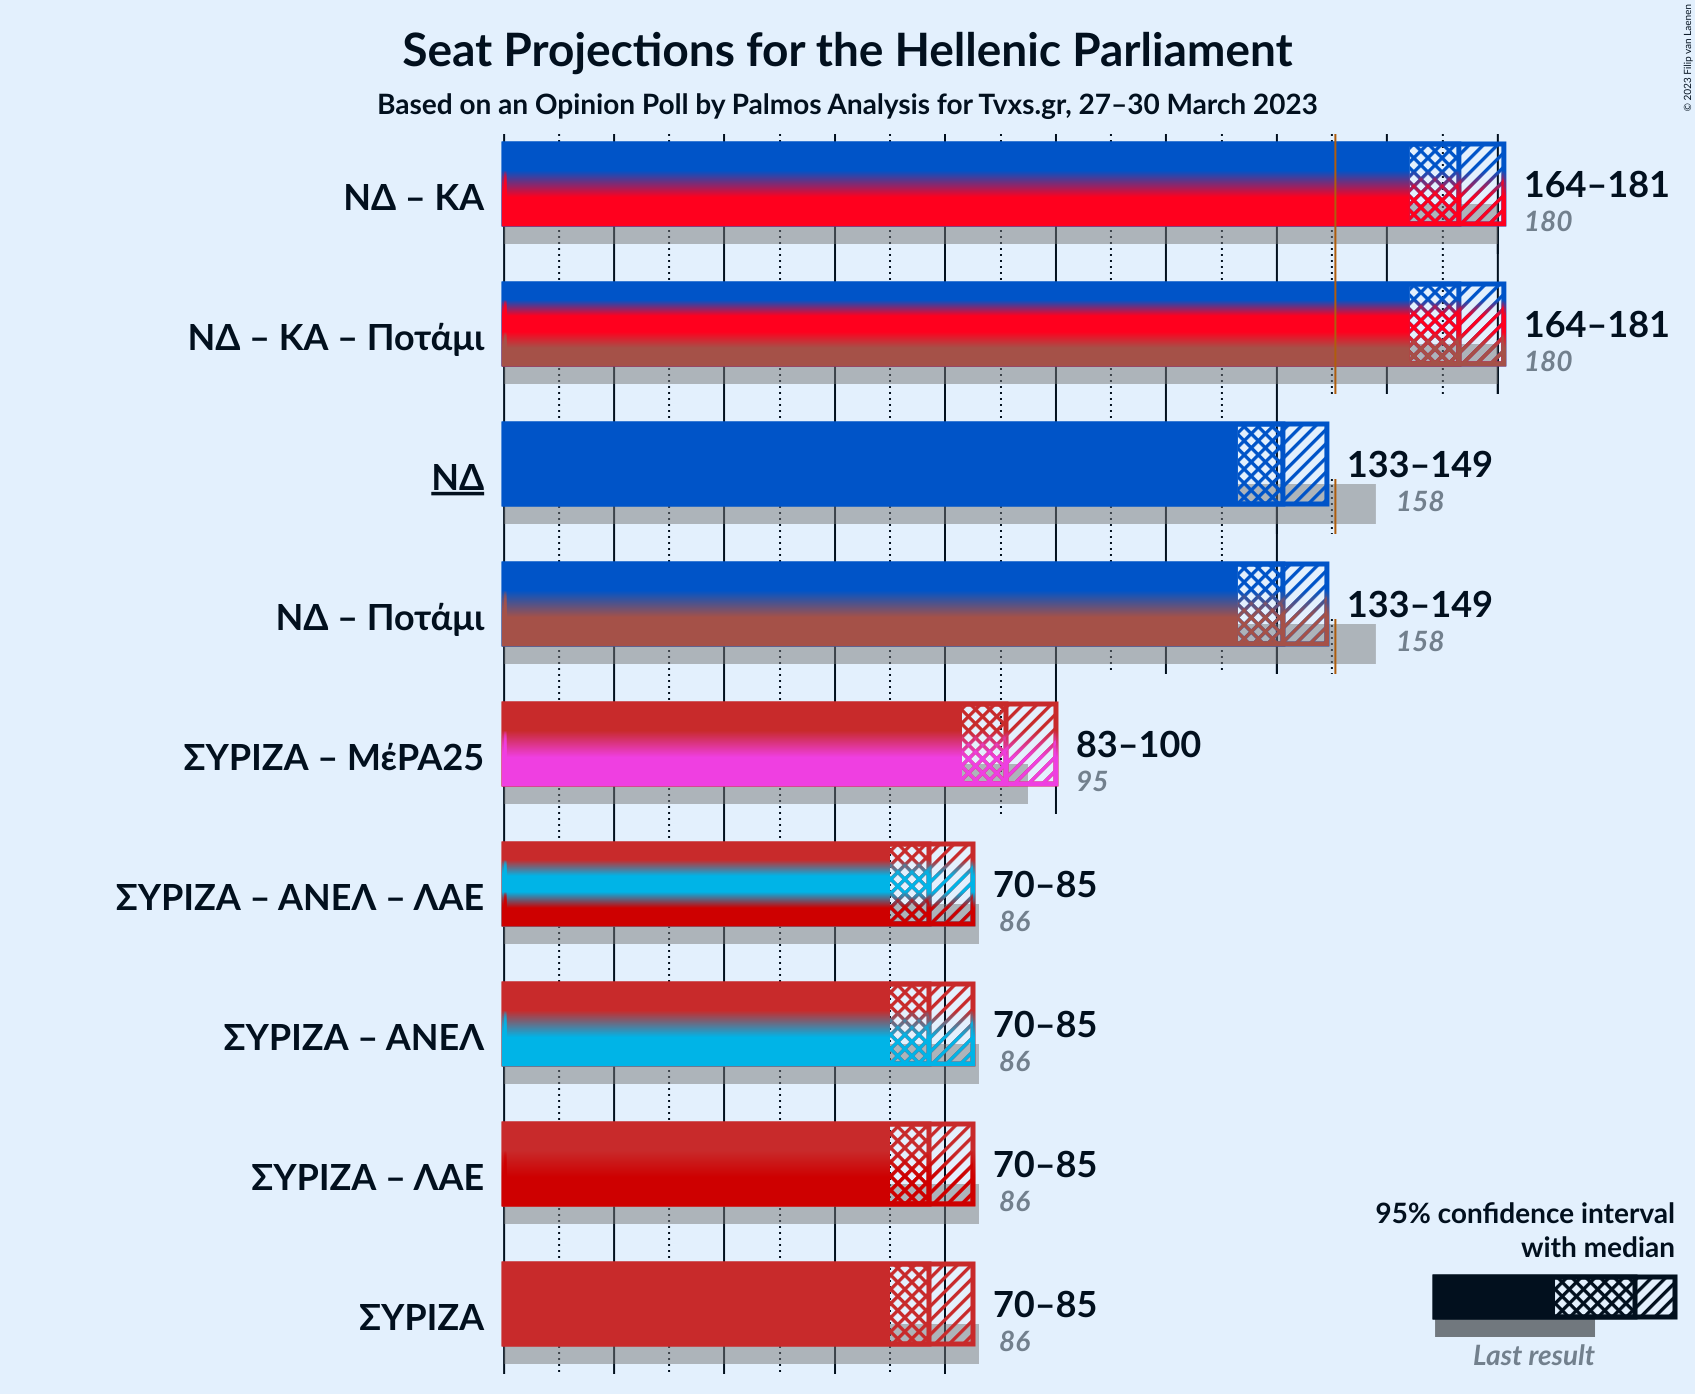 Seat Projections for the Hellenic Parliament
Based on an Opinion Poll by Palmos Analysis for Tvxs.gr, 27–30 March 2023
© 2023 Filip van Laenen
ΝΔ – ΚΑ
164–181
180
ΝΔ – ΚΑ – Ποτάμι
164–181
180
ΝΔ
133–149
158
ΝΔ – Ποτάμι
133–149
158
ΣΥΡΙΖΑ – ΜέΡΑ25
83–100
95
ΣΥΡΙΖΑ – ΑΝΕΛ – ΛΑΕ
70–85
86
ΣΥΡΙΖΑ – ΑΝΕΛ
70–85
86
ΣΥΡΙΖΑ – ΛΑΕ
70–85
86
ΣΥΡΙΖΑ
70–85
86
95% confidence interval
with median
Last result